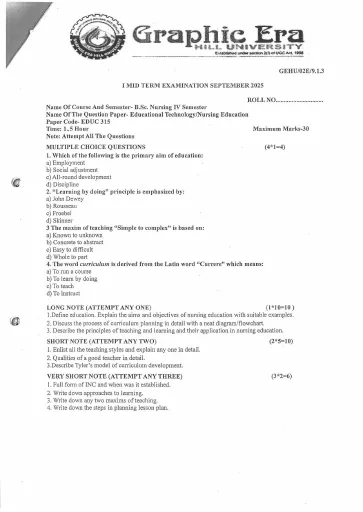 Graphic Era
HILL UNIVERSITY
Established under section 2(f) of UGC Act, 1956
GEHU/02E/9.1.3
I MID TERM EXAMINATION SEPTEMBER 2025
ROLL NO..........................
Name Of Course And Semester- B.Sc. Nursing IV Semester
Name Of The Question Paper- Educational Technology/Nursing Education
Paper Code- EDUC 315
Time: 1.5 Hour Maximum Marks-30
Note: Attempt All The Questions
MULTIPLE CHOICE QUESTIONS (4*1=4)
1. Which of the following is the primary aim of education:
a) Employment
b) Social adjustment
c) All-round development
d) Discipline
2. "Learning by doing" principle is emphasized by:
a) John Dewey
b) Rousseau
c) Froebel
d) Skinner
3 The maxim of teaching "Simple to complex" is based on:
a) Known to unknown
b) Concrete to abstract
c) Easy to difficult
d) Whole to part
4. The word curriculum is derived from the Latin word "Currere" which means:
a) To run a course
b) To learn by doing
c) To teach
d) To instruct
LONG NOTE (ATTEMPT ANY ONE) (1*10=10 )
1.Define education. Explain the aims and objectives of nursing education with suitable examples.
2. Discuss the process of curriculum planning in detail with a neat diagram/flowchart.
3. Describe the principles of teaching and learning and their application in nursing education.
SHORT NOTE (ATTEMPT ANY TWO) (2*5=10)
1. Enlist all the teaching styles and explain any one in detail.
2. Qualities of a good teacher in detail.
3.Describe Tyler's model of curriculum development.
VERY SHORT NOTE (ATTEMPT ANY THREE) (3*2=6)
1. Full form of INC and when was it established.
2. Write down approaches to learning.
3. Write down any two maxims of teaching.
4. Write down the steps in planning lesson plan.